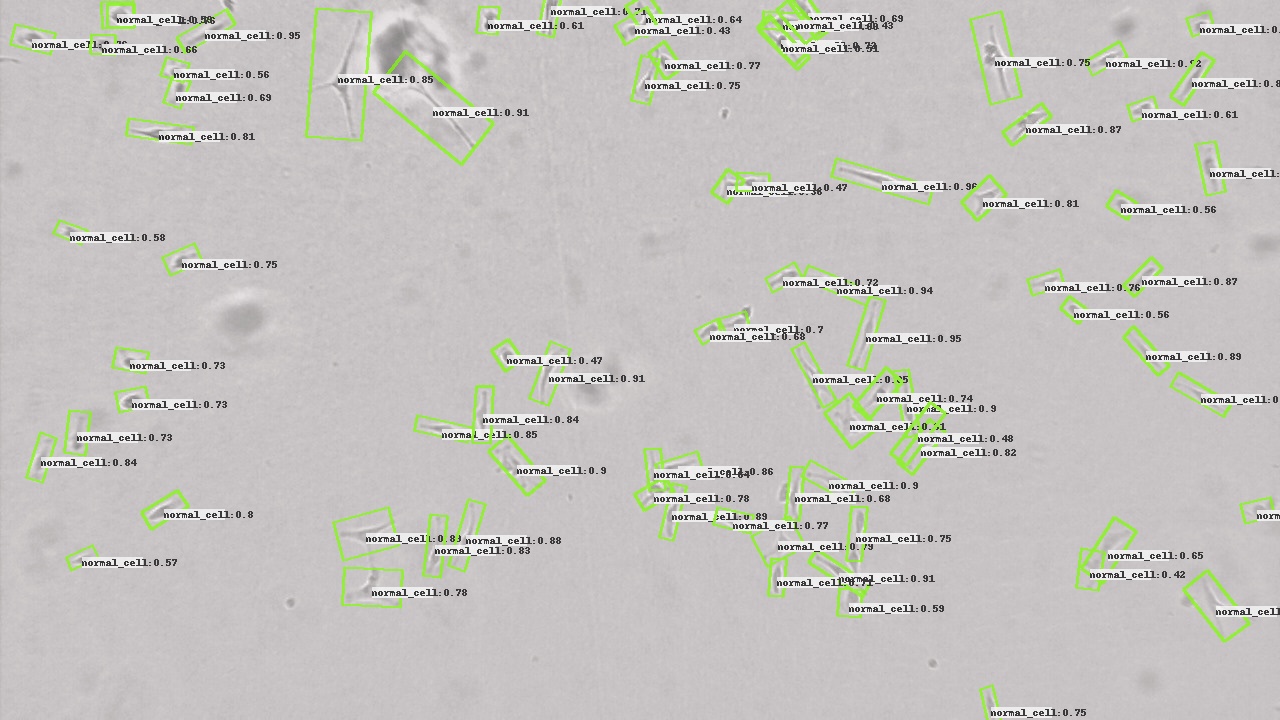 normal_cell:0.95
normal_cell:0.66
normal_cell:0.56
normal_cell:0.69
normal_cell:0.81
normal_cell:0.85
normal_cell:0.91
normal_cell:0.61
normal_cell:0.64
normal_cell:0.43
normal_cell:0.77
normal_cell:0.75
normal_cell:0.69
normal_cell:0.75
normal_cell:0.87
normal_cell:0.61
normal_cell:0.47
normal_cell:0.96
normal_cell:0.81
normal_cell:0.56
normal_cell:0.58
normal_cell:0.75
normal_cell:0.72
normal_cell:0.94
normal_cell:0.76
normal_cell:0.87
normal_cell:0.56
normal_cell:0.7
normal_cell:0.68
normal_cell:0.95
normal_cell:0.89
normal_cell:0.73
normal_cell:0.47
normal_cell:0.91
normal_cell:0.73
normal_cell:0.74
normal_cell:0.9
normal_cell:0.84
normal_cell:0.85
normal_cell:0.73
normal_cell:0.48
normal_cell:0.82
normal_cell:0.84
normal_cell:0.9
normal_cell:0.78
normal_cell:0.9
normal_cell:0.68
normal_cell:0.8
normal_cell:0.89
normal_cell:0.77
normal_cell:0.88
normal_cell:0.83
normal_cell:0.75
normal_cell:0.79
normal_cell:0.65
normal_cell:0.42
normal_cell:0.57
normal_cell:0.78
normal_cell:0.91
normal_cell:0.59
normal_cell:0.75